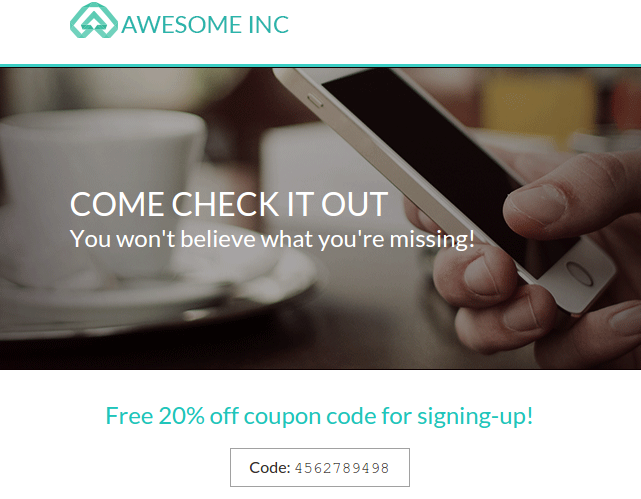 AWESOME INC
COME CHECK IT OUT
You won't believe what you're missing!
Free 20% off coupon code for signing-up!
Code: 4562789498